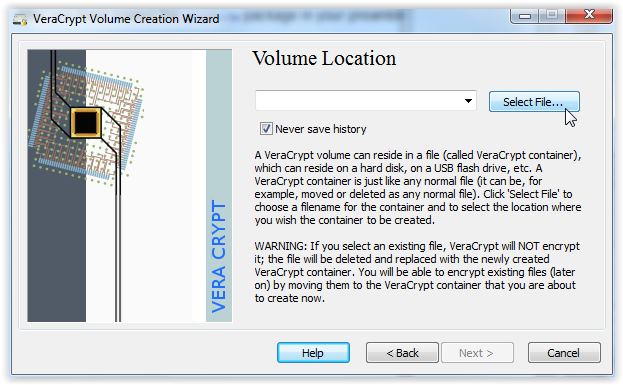 VeraCrypt Volume Creation Wizard
Volume Location
Select File...
Never save history
A VeraCrypt volume can reside in a file (called VeraCrypt container),
which can reside on a hard disk, on a USB flash drive, etc. A
VeraCrypt container is just like any normal file (it can be, for
example, moved or deleted as any normal file). Click 'Select File' to
choose a filename for the container and to select the location where
you wish the container to be created.
WARNING: If you select an existing file, VeraCrypt will NOT encrypt
it; the file will be deleted and replaced with the newly created
VeraCrypt container. You will be able to encrypt existing files (later
on) by moving them to the VeraCrypt container that you are about
to create now.
VERA CRYPT
Help
< Back
Next >
Cancel